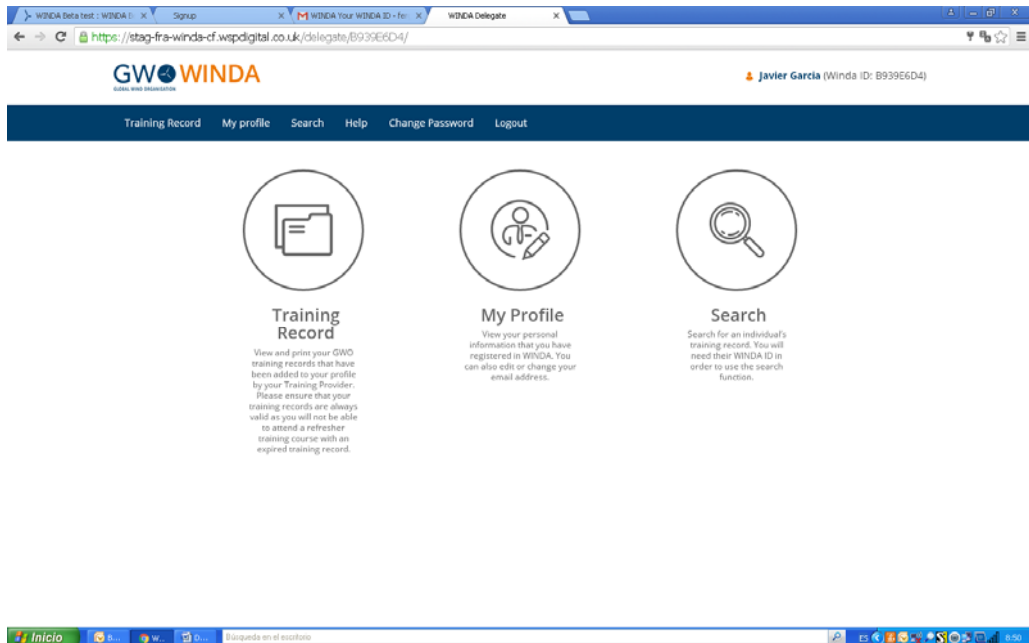 WINDA Beta test : WINDA
Signup
WINDA Your WINDA ID - fer
WINDA Delegate
https://stag-fra-winda-cf.wspdigital.co.uk/delegate/B939E6D4/
GWO WINDA
GLOBAL WIND ORGANISATION
Javier Garcia (Winda ID: B939E6D4)
Training Record My profile Search Help Change Password Logout
Training
Record
View and print your GWO
training records that have
been added to your profile
by your Training Provider.
Please ensure that your
training records are always
valid as you will not be able
to attend a refresher
training course with an
expired training record.
My Profile
View your personal
information that you have
registered in WINDA. You
can also edit or change your
email address.
Search
Search for an individual's
training record. You will
need their WINDA ID in
order to use the search
function.
Inicio
B...
W...
D...
Búsqueda en el escritorio
ES
8:50